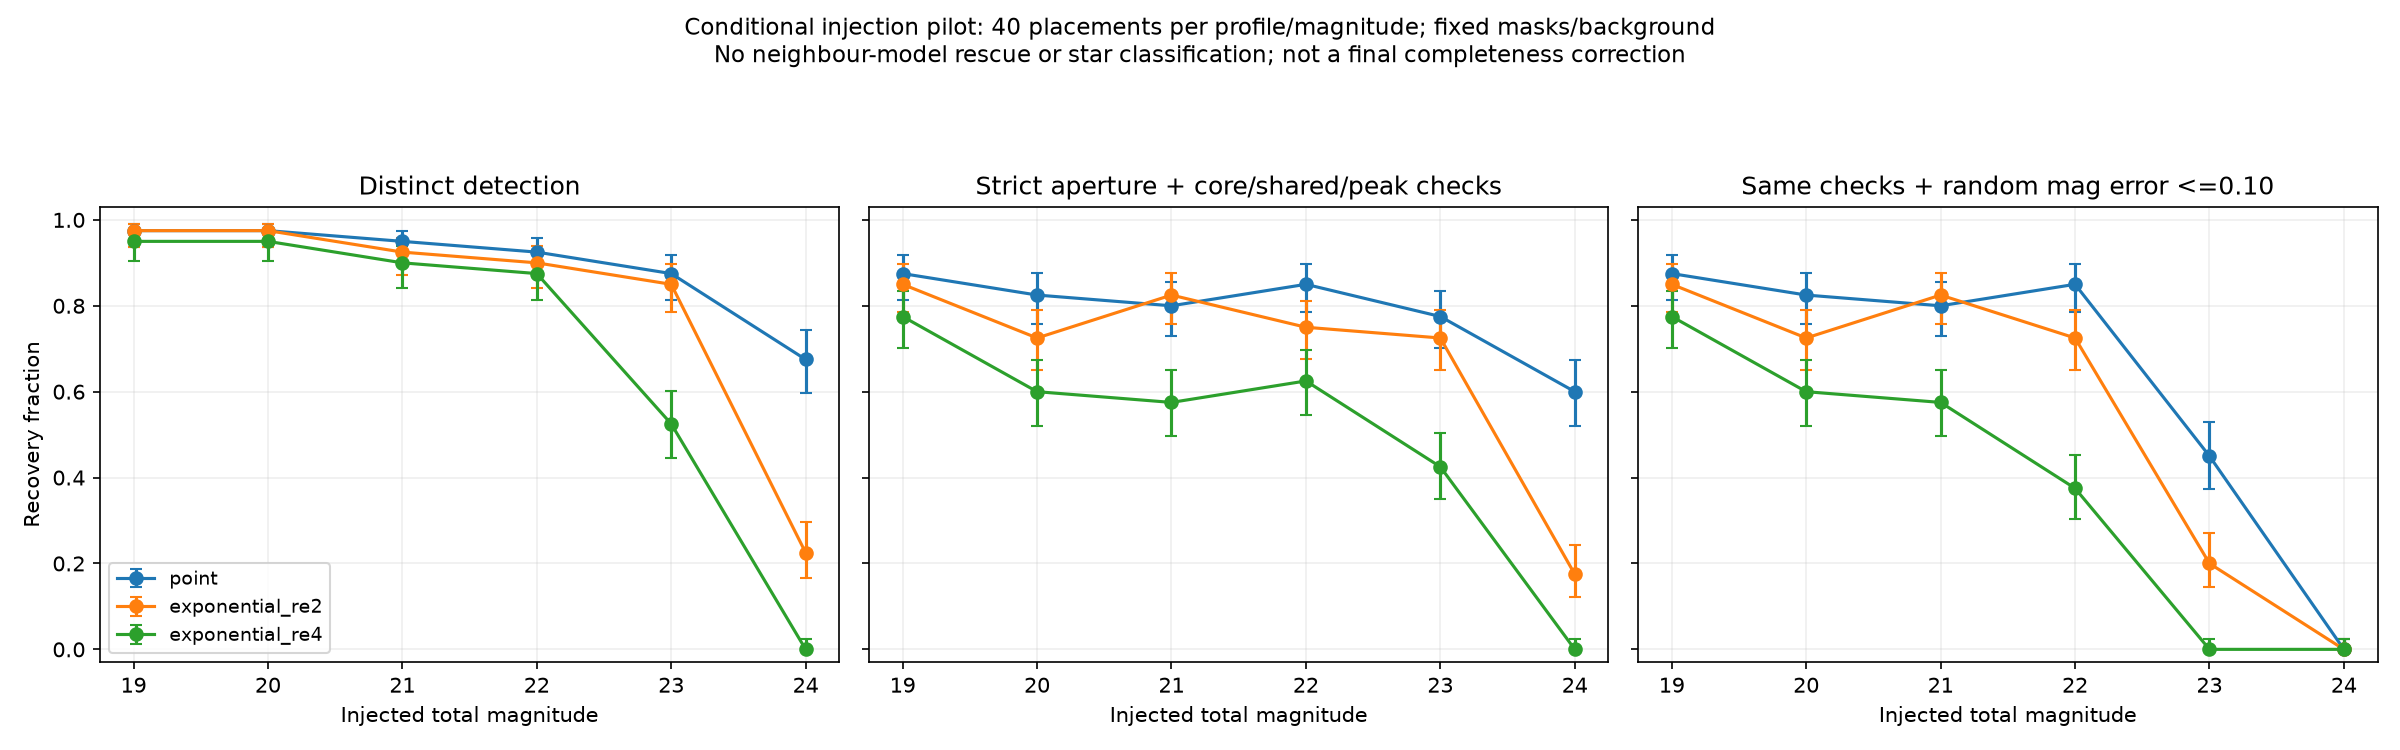 Conditional injection pilot: 40 placements per profile/magnitude; fixed masks/background
No neighbour-model rescue or star classification; not a final completeness correction
Distinct detection
Strict aperture + core/shared/peak checks
Same checks + random mag error <=0.10
Recovery fraction
1.0
0.8
0.6
0.4
0.2
0.0
point
exponential_re2
exponential_re4
19 20 21 22 23 24
19 20 21 22 23 24
19 20 21 22 23 24
Injected total magnitude
Injected total magnitude
Injected total magnitude